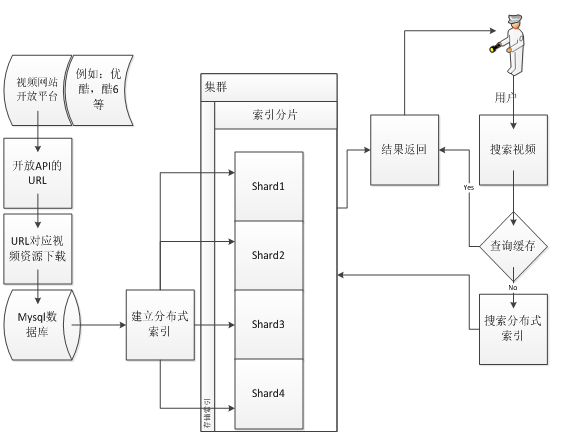 视频网站
开放平台
例如：优
酷，酷6
等
开放API的
URL
URL对应视
频资源下载
Mysql数
据库
建立分布式
索引
集群
索引分片
Shard1
Shard2
Shard3
Shard4
存储索引
结果返回
用户
搜索视频
Yes
查询缓存
No
搜索分布式
索引